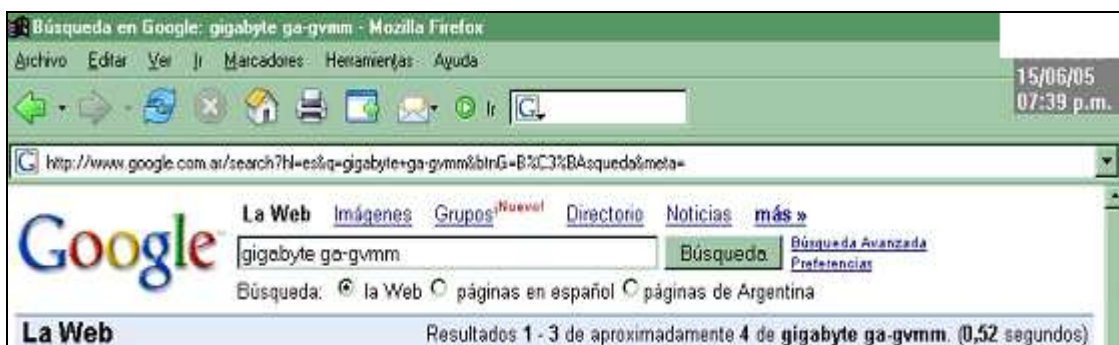 Búsqueda en Google: gigabyte ga-gvmm - Mozilla Firefox
Archivo Editar Ver Ir Marcadores Herramientas Ayuda
15/06/05
07:39 p.m.
Ir G
http://www.google.com.ar/search?hl=es&q=gigabyte+ga-gvmm&btnG=B%C3%BAsqueda&meta=
Google
La Web Imágenes Grupos ¡Nuevo! Directorio Noticias más »
gigabyte ga-gvmm Búsqueda Búsqueda Avanzada
Preferencias
Búsqueda: la Web páginas en español páginas de Argentina
La Web Resultados 1 - 3 de aproximadamente 4 de gigabyte ga-gvmm. (0,52 segundos)